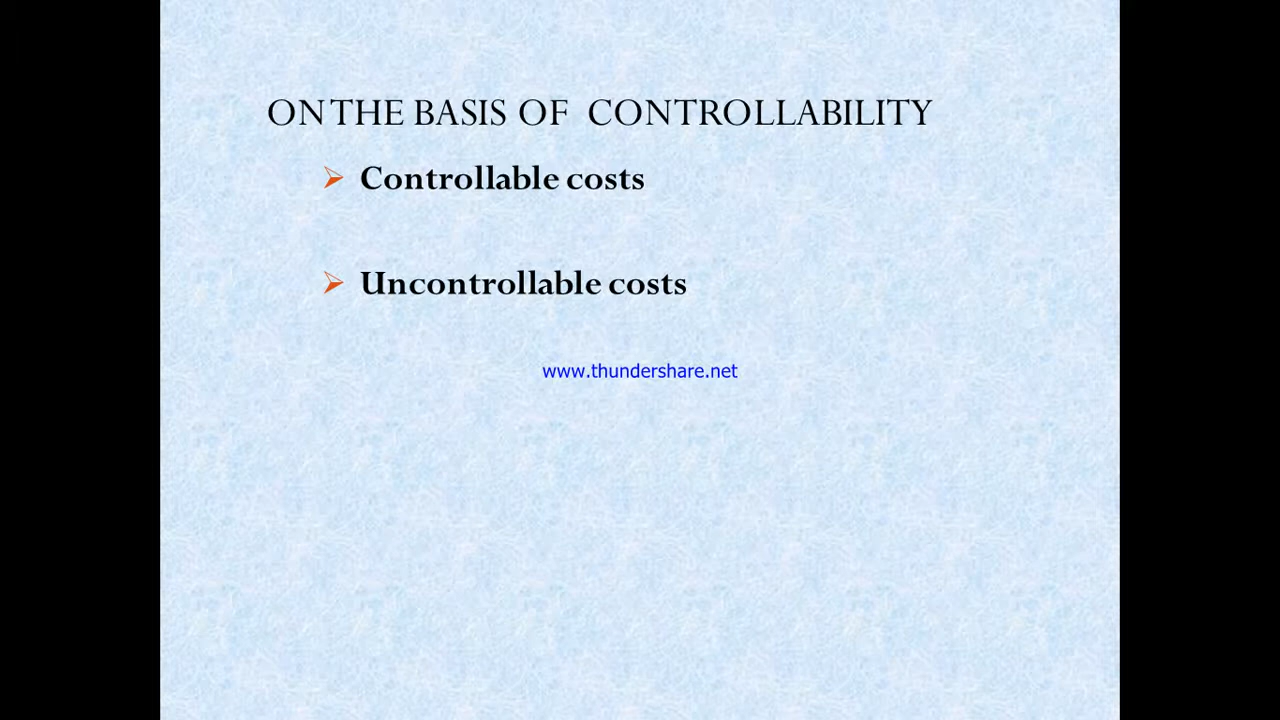 ON THE BASIS OF CONTROLLABILITY
Controllable costs
Uncontrollable costs
www.thundershare.net